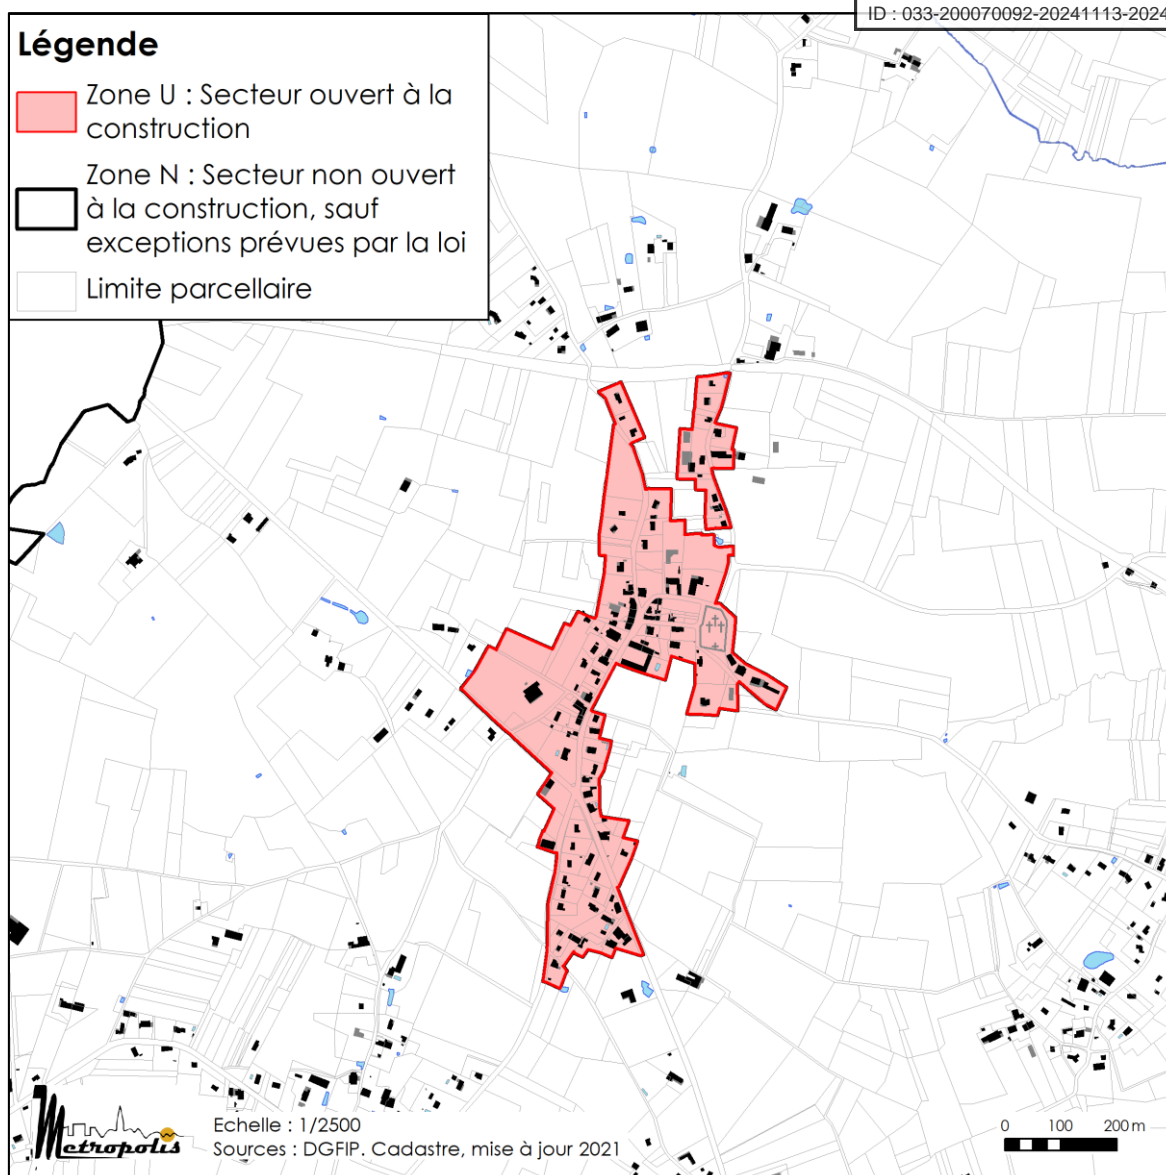 ID : 033-200070092-20241113-2024
Légende
Zone U : Secteur ouvert à la
construction
Zone N : Secteur non ouvert
à la construction, sauf
exceptions prévues par la loi
Limite parcellaire
Metropolis
Echelle : 1/2500
Sources : DGFIP. Cadastre, mise à jour 2021
0 100 200 m